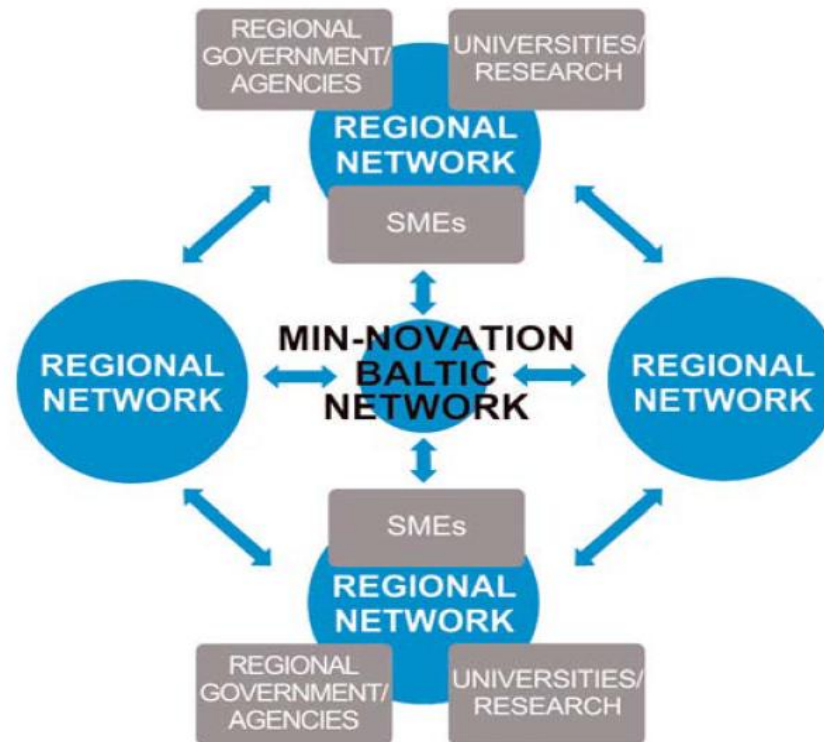 REGIONAL
GOVERNMENT/
AGENCIES
UNIVERSITIES/
RESEARCH
REGIONAL
NETWORK
SMEs
REGIONAL
NETWORK
MIN-NOVATION
BALTIC
NETWORK
REGIONAL
NETWORK
SMEs
REGIONAL
NETWORK
REGIONAL
GOVERNMENT/
AGENCIES
UNIVERSITIES/
RESEARCH